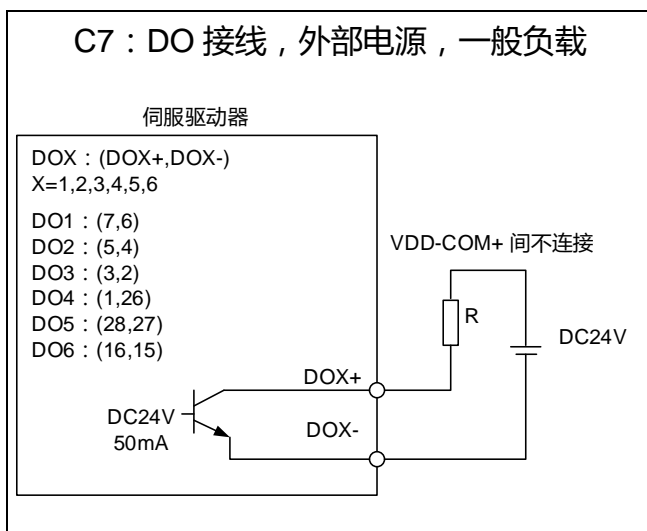 C7：DO 接线，外部电源，一般负载
伺服驱动器
DOX：(DOX+,DOX-)
X=1,2,3,4,5,6
DO1：(7,6)
DO2：(5,4)
DO3：(3,2)
DO4：(1,26)
DO5：(28,27)
DO6：(16,15)
VDD-COM+ 间不连接
R
DC24V
DOX+
DC24V
50mA
DOX-